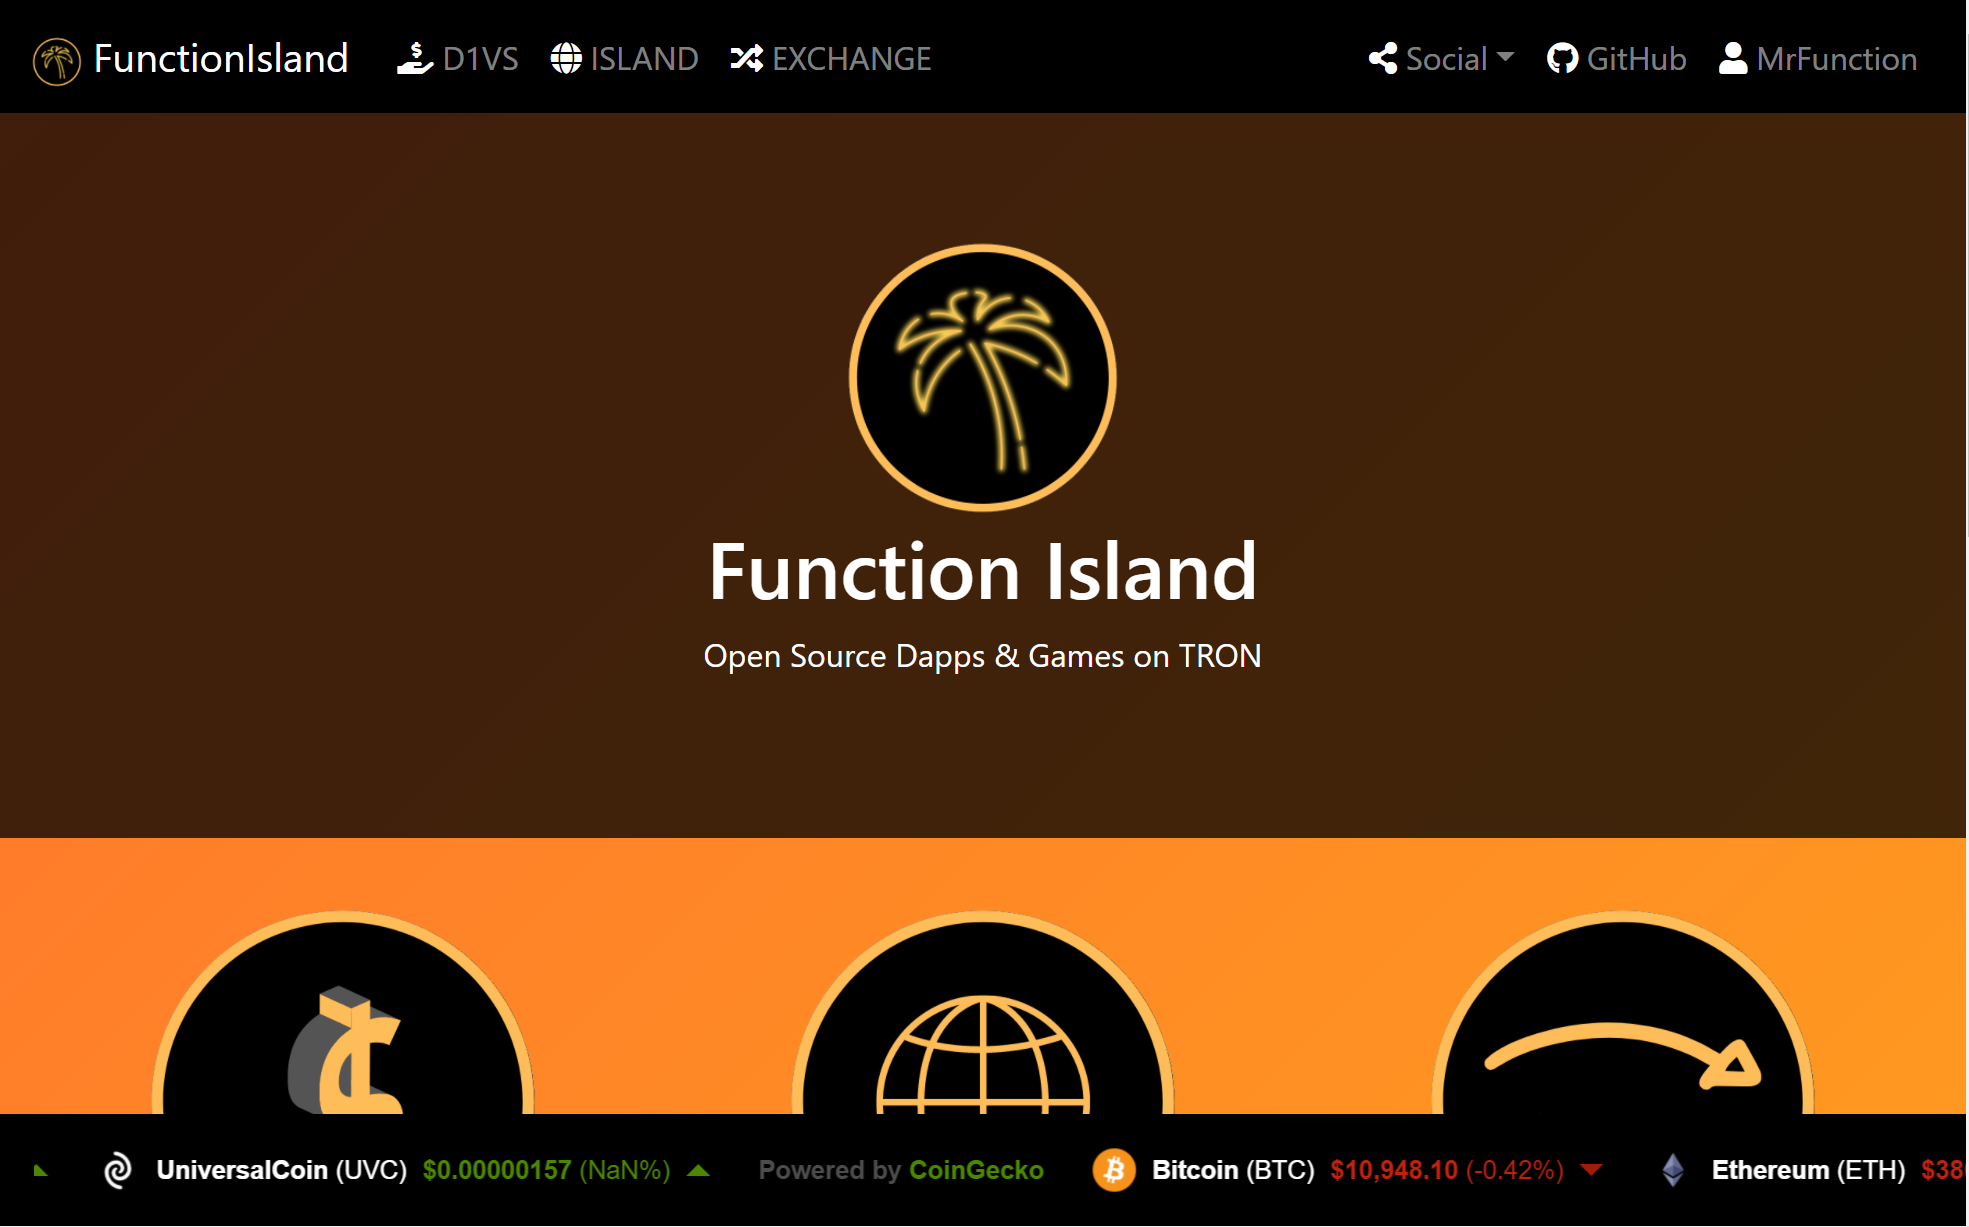 FunctionIsland D1VS ISLAND EXCHANGE Social GitHub MrFunction
Function Island
Open Source Dapps & Games on TRON
UniversalCoin (UVC) $0.00000157 (NaN%) Powered by CoinGecko Bitcoin (BTC) $10,948.10 (-0.42%) Ethereum (ETH)